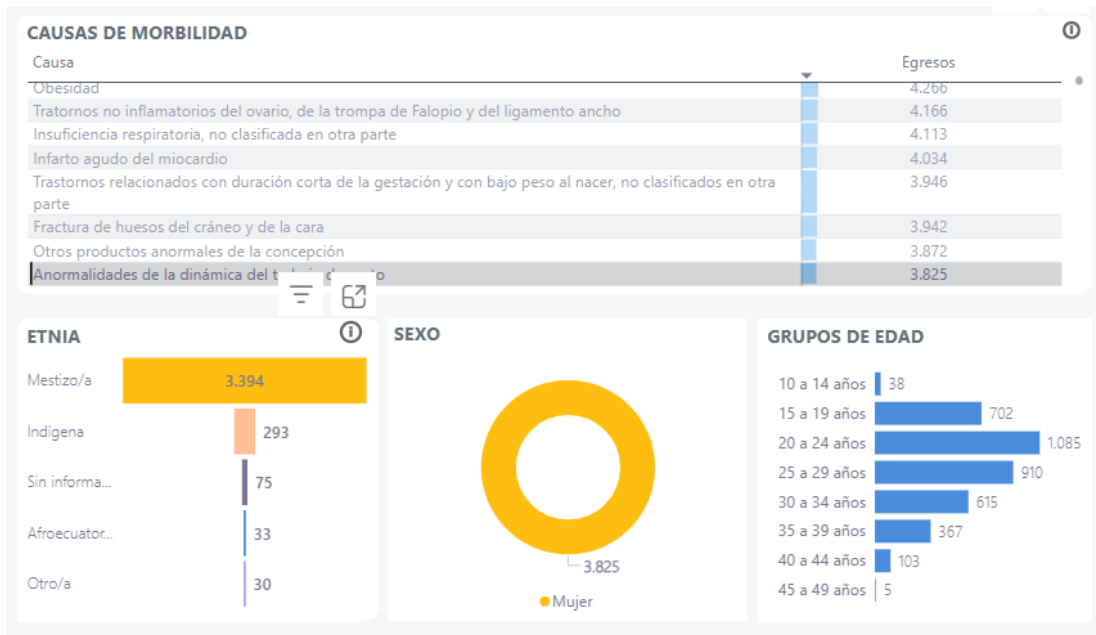 CAUSAS DE MORBILIDAD
Causa Egresos
Obesidad 4.266
Tratornos no inflamatorios del ovario, de la trompa de Falopio y del ligamento ancho 4.166
Insuficiencia respiratoria, no clasificada en otra parte 4.113
Infarto agudo del miocardio 4.034
Trastornos relacionados con duración corta de la gestación y con bajo peso al nacer, no clasificados en otra 3.946
parte
Fractura de huesos del cráneo y de la cara 3.942
Otros productos anormales de la concepción 3.872
Anormalidades de la dinámica del 3.825
ETNIA
Mestizo/a 3.394
Indígena 293
Sin informa... 75
Afroecuator... 33
Otro/a 30
SEXO
3.825
Mujer
GRUPOS DE EDAD
10 a 14 años 38
15 a 19 años 702
20 a 24 años 1.085
25 a 29 años 910
30 a 34 años 615
35 a 39 años 367
40 a 44 años 103
45 a 49 años 5